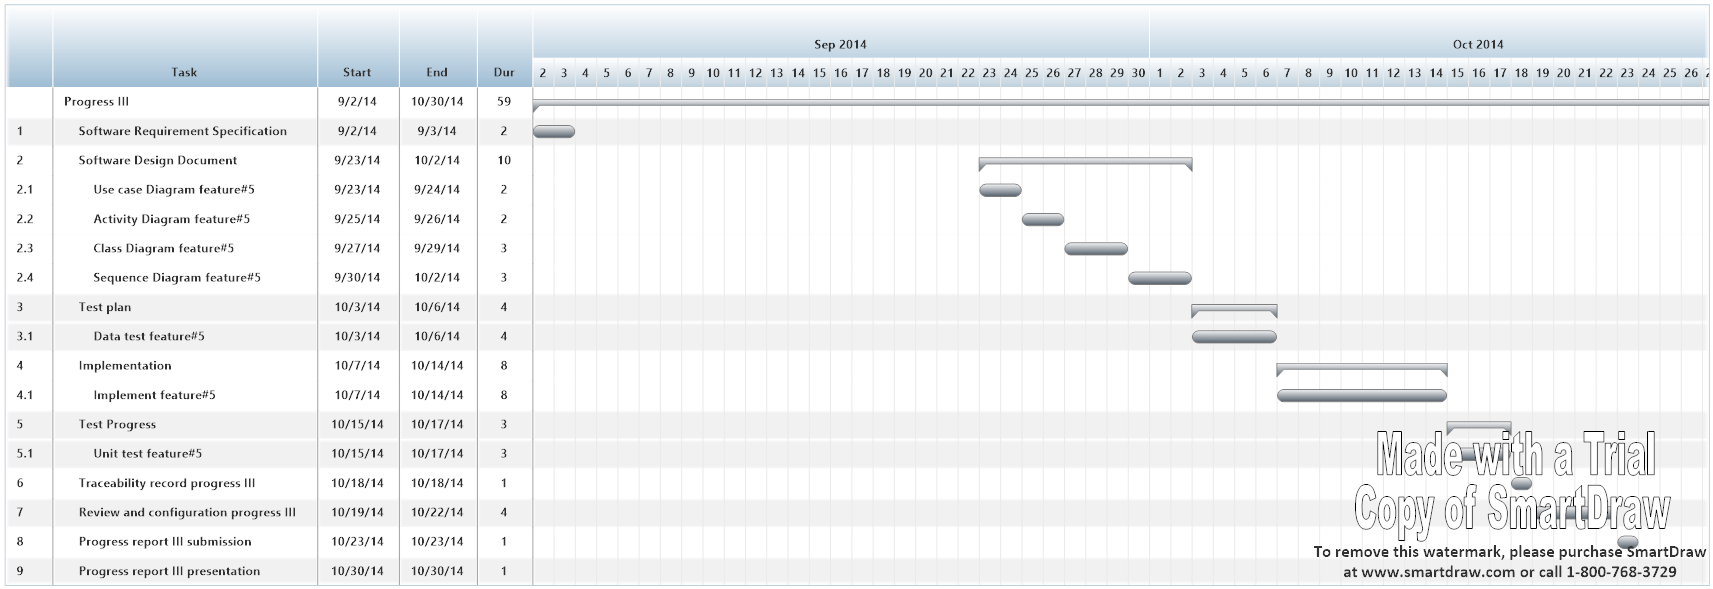 Sep 2014 Oct 2014
Task Start End Dur 2 3 4 5 6 7 8 9 10 11 12 13 14 15 16 17 18 19 20 21 22 23 24 25 26 27 28 29 30 1 2 3 4 5 6 7 8 9 10 11 12 13 14 15 16 17 18 19 20 21 22 23 24 25 26
Progress III 9/2/14 10/30/14 59
1 Software Requirement Specification 9/2/14 9/3/14 2
2 Software Design Document 9/23/14 10/2/14 10
2.1 Use case Diagram feature#5 9/23/14 9/24/14 2
2.2 Activity Diagram feature#5 9/25/14 9/26/14 2
2.3 Class Diagram feature#5 9/27/14 9/29/14 3
2.4 Sequence Diagram feature#5 9/30/14 10/2/14 3
3 Test plan 10/3/14 10/6/14 4
3.1 Data test feature#5 10/3/14 10/6/14 4
4 Implementation 10/7/14 10/14/14 8
4.1 Implement feature#5 10/7/14 10/14/14 8
5 Test Progress 10/15/14 10/17/14 3
5.1 Unit test feature#5 10/15/14 10/17/14 3
6 Traceability record progress III 10/18/14 10/18/14 1
7 Review and configuration progress III 10/19/14 10/22/14 4
8 Progress report III submission 10/23/14 10/23/14 1
9 Progress report III presentation 10/30/14 10/30/14 1
Made with a Trial
Copy of SmartDraw
To remove this watermark, please purchase SmartDraw
at www.smartdraw.com or call 1-800-768-3729